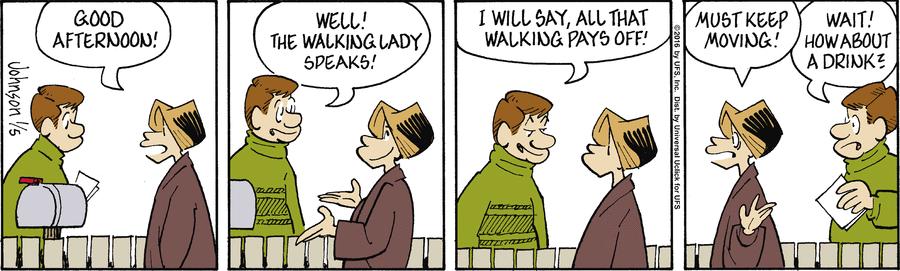 GOOD
AFTERNOON!
Johnson 1/5
WELL!
THE WALKING LADY
SPEAKS!
I WILL SAY, ALL THAT
WALKING PAYS OFF!
©2016 by UFS, Inc. Dist. by Universal Uclick for UFS
MUST KEEP
MOVING!
WAIT!
HOW ABOUT
A DRINK?